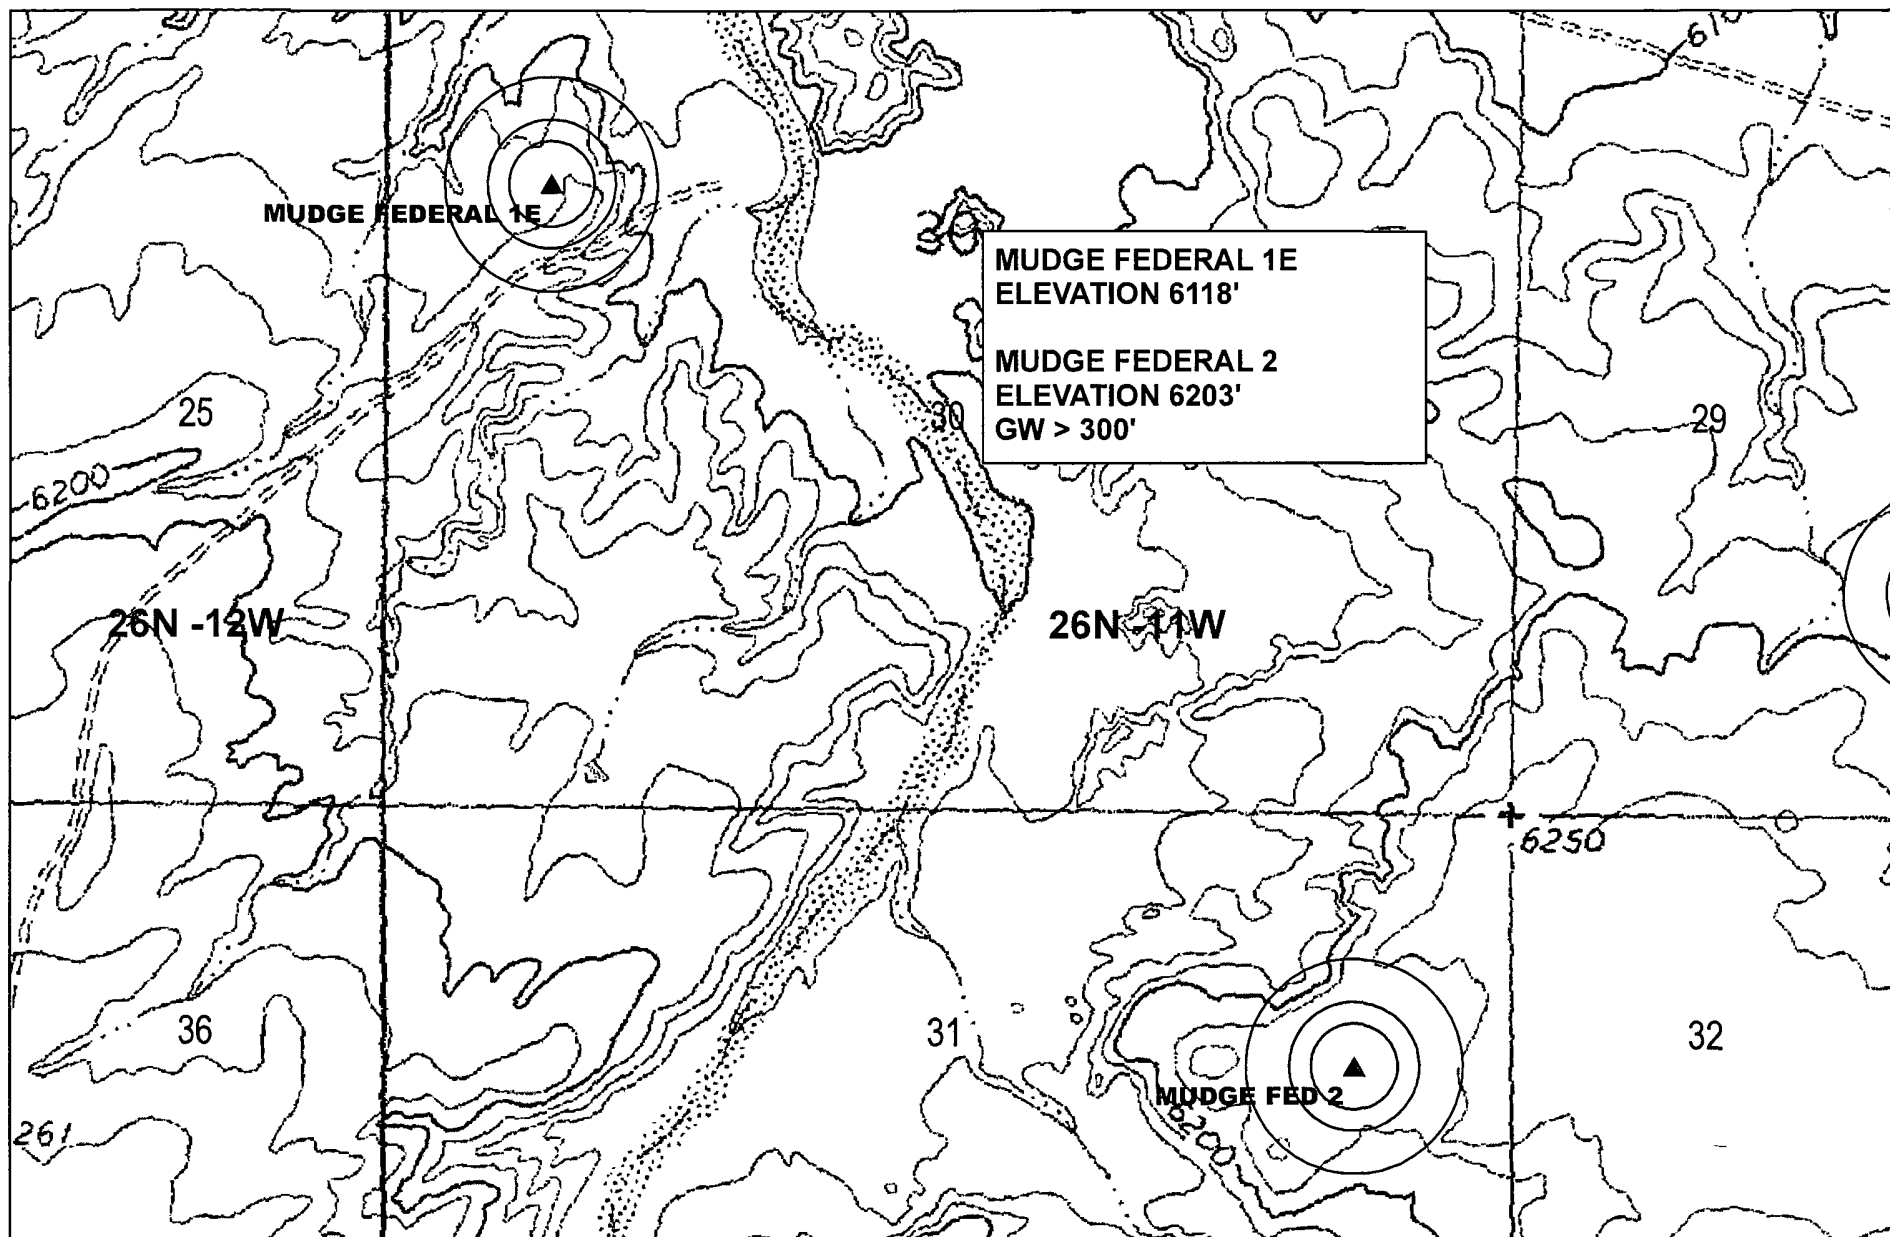 MUDGE FEDERAL 1E
MUDGE FEDERAL 1E
ELEVATION 6118'
MUDGE FEDERAL 2
ELEVATION 6203'
GW > 300'
25
30
29
6200
26N -12W
26N -11W
6250
36
31
32
MUDGE FED 2
6200
261